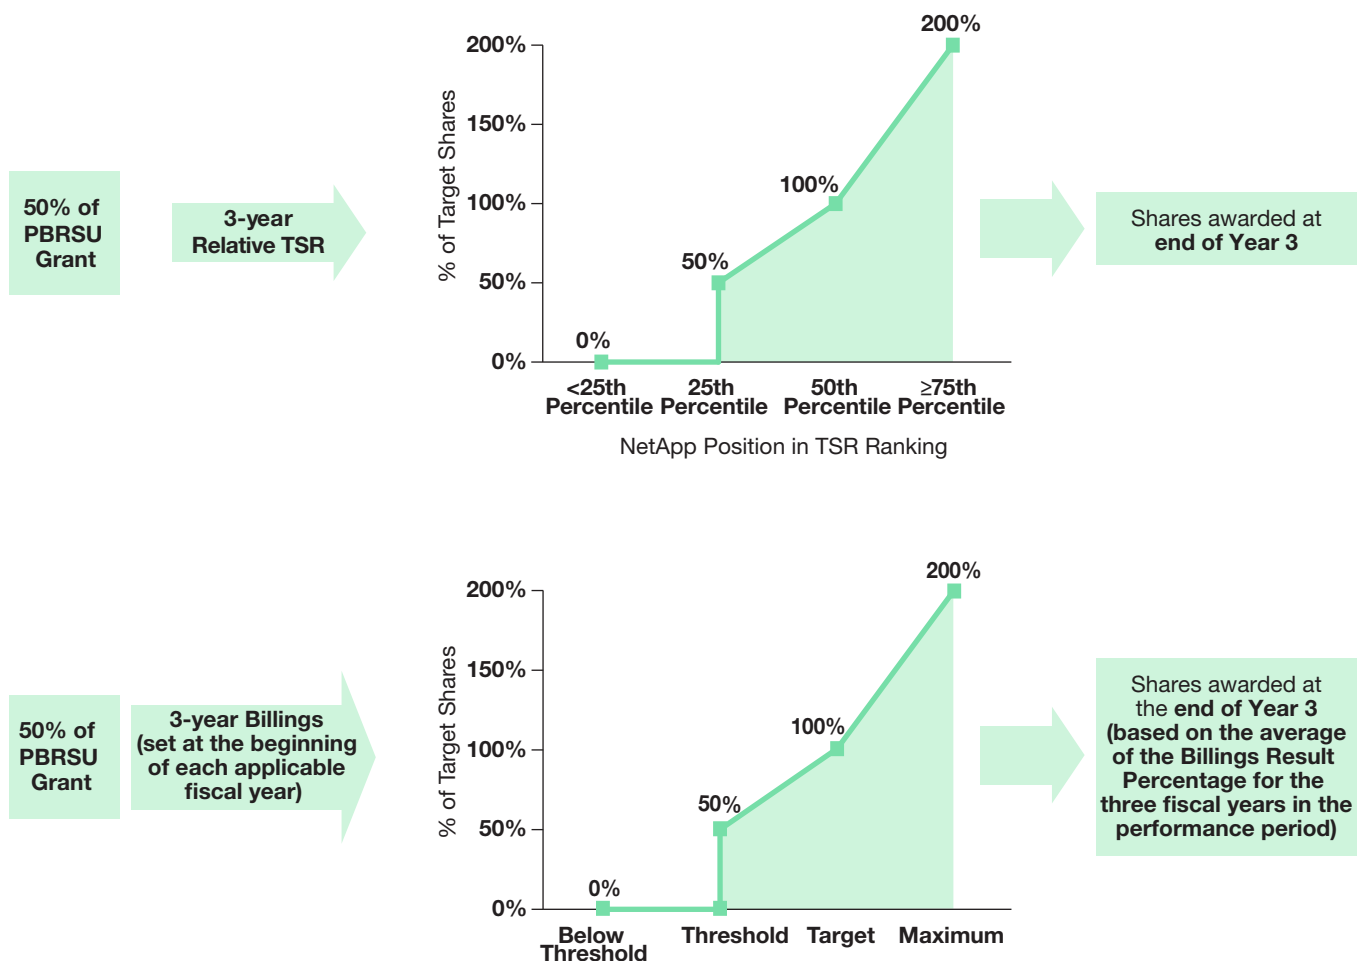 50% of
PBRSU
Grant
3-year
Relative TSR
% of Target Shares
200%
150%
100%
50%
0%
0%
50%
100%
200%
<25th
Percentile
25th
Percentile
50th
Percentile
≥75th
Percentile
NetApp Position in TSR Ranking
Shares awarded at
end of Year 3
50% of
PBRSU
Grant
3-year Billings
(set at the beginning
of each applicable
fiscal year)
% of Target Shares
200%
150%
100%
50%
0%
0%
50%
100%
200%
Below
Threshold
Threshold
Target
Maximum
Shares awarded at
the end of Year 3
(based on the average
of the Billings Result
Percentage for the
three fiscal years in the
performance period)